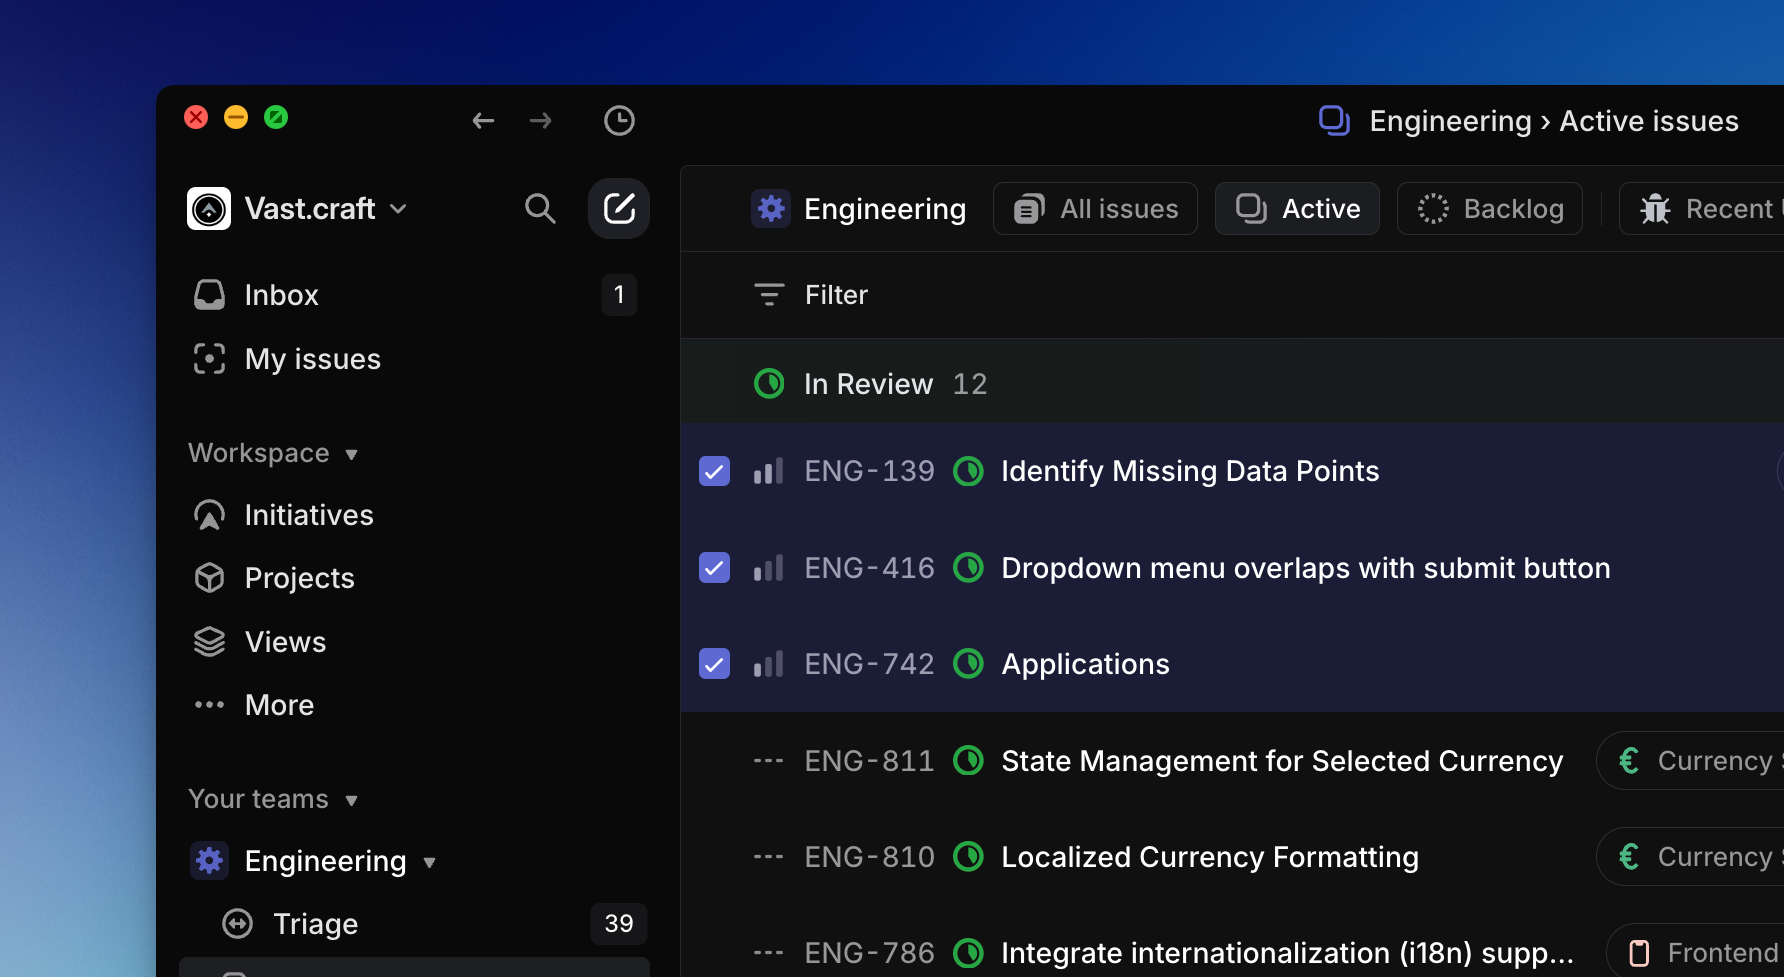 Engineering › Active issues
Vast.craft
Inbox 1
My issues
Workspace
Initiatives
Projects
Views
More
Your teams
Engineering
Triage 39
Engineering All issues Active Backlog Recent
Filter
In Review 12
ENG-139 Identify Missing Data Points
ENG-416 Dropdown menu overlaps with submit button
ENG-742 Applications
ENG-811 State Management for Selected Currency € Currency
ENG-810 Localized Currency Formatting € Currency
ENG-786 Integrate internationalization (i18n) supp... Frontend